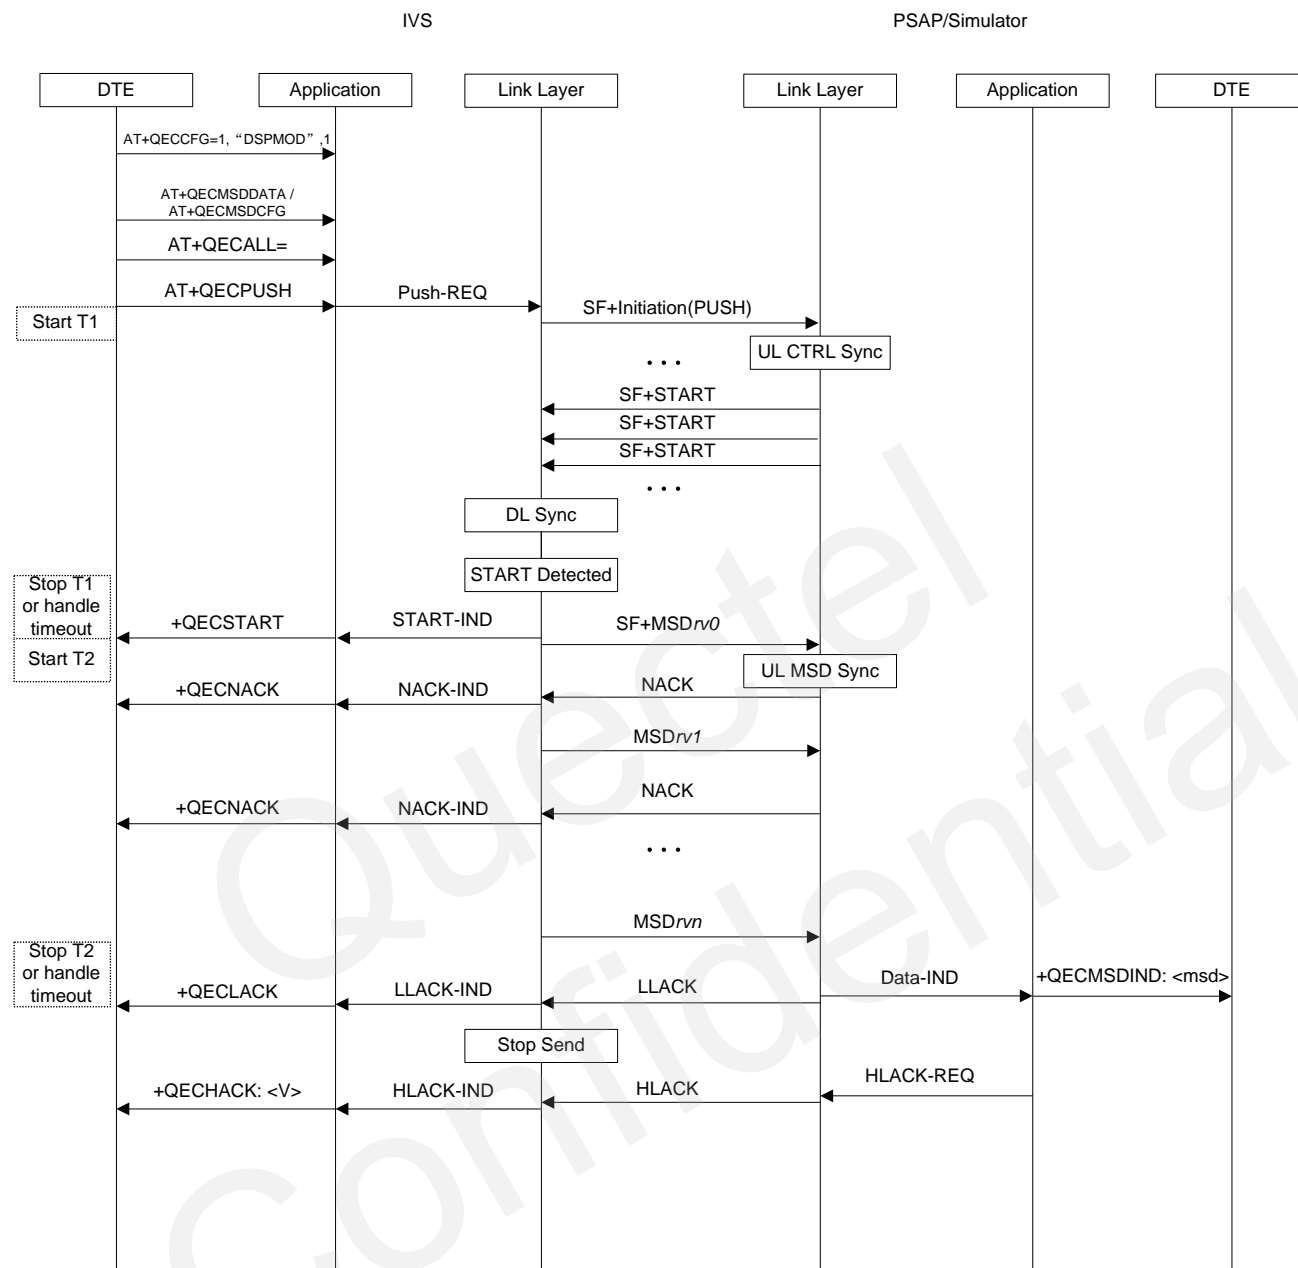 IVS
PSAP/Simulator
DTE
Application
Link Layer
Link Layer
Application
DTE
AT+QECCFG=1, “DSPMOD” ,1
AT+QECMSDDATA /
AT+QECMSDCFG
AT+QECALL=
AT+QECPUSH
Push-REQ
SF+Initiation(PUSH)
Start T1
UL CTRL Sync
...
SF+START
SF+START
SF+START
...
DL Sync
START Detected
Stop T1
or handle
timeout
+QECSTART
START-IND
SF+MSDrv0
Start T2
UL MSD Sync
+QECNACK
NACK-IND
NACK
MSDrv1
+QECNACK
NACK-IND
NACK
...
MSDrvn
Stop T2
or handle
timeout
+QECLACK
LLACK-IND
LLACK
Data-IND
+QECMSDIND: <msd>
Stop Send
+QECHACK: <V>
HLACK-IND
HLACK
HLACK-REQ
Quectel
Confidential